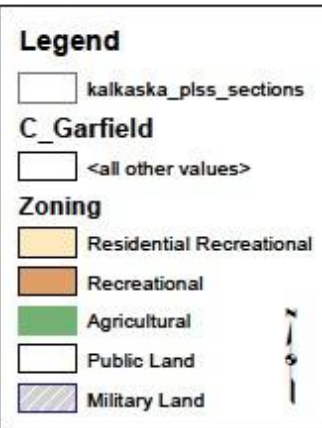 Legend
kalkaska_plss_sections
C_Garfield
<all other values>
Zoning
Residential Recreational
Recreational
Agricultural
Public Land
Military Land
N